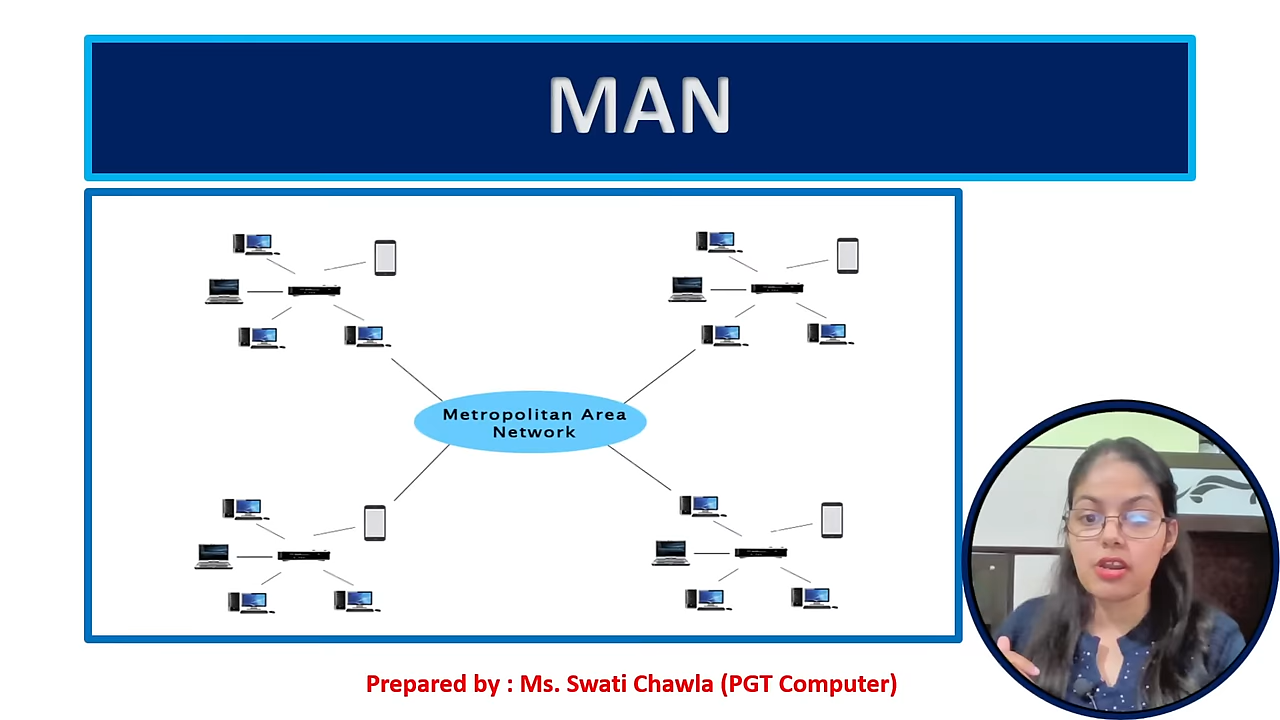 MAN
Metropolitan Area
Network
Prepared by : Ms. Swati Chawla (PGT Computer)